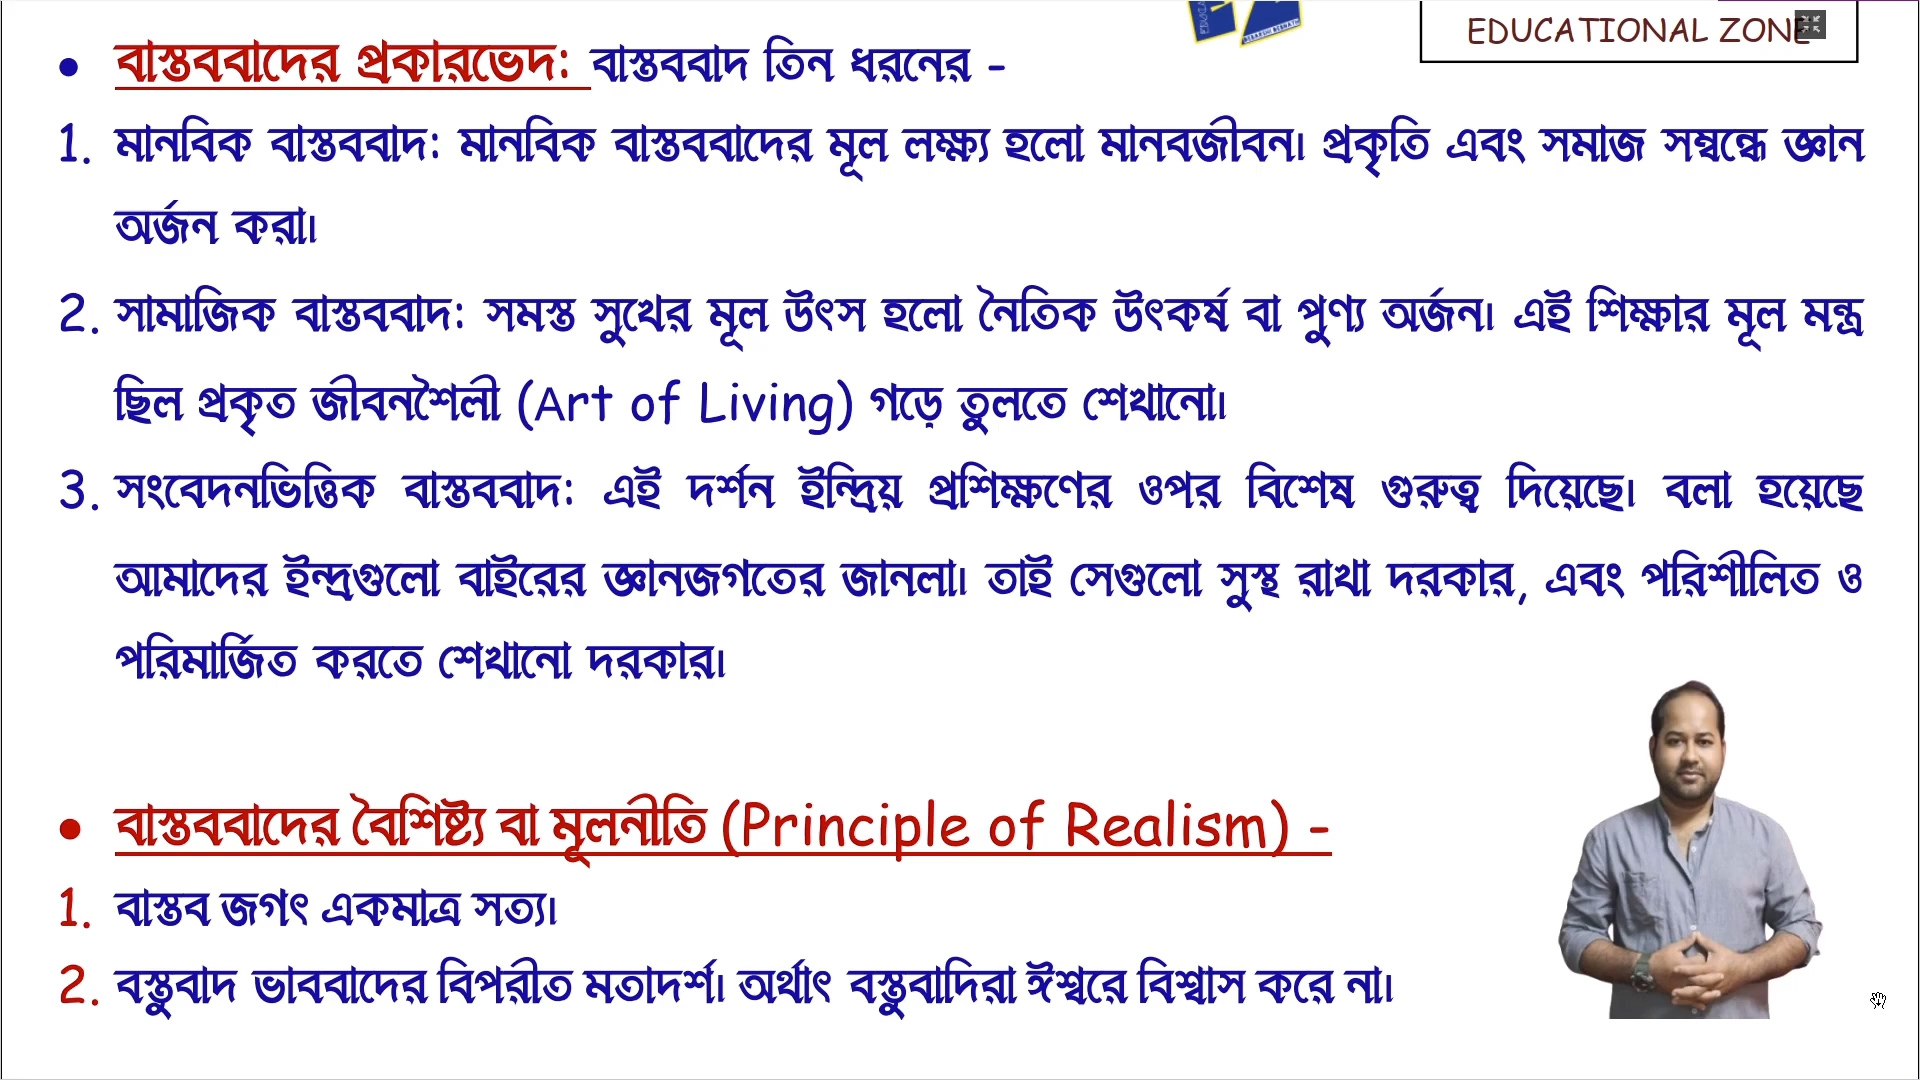 EDUCATIONAL ZONE
• বাস্তববাদের প্রকারভেদ: বাস্তববাদ তিন ধরনের -
1. মানবিক বাস্তববাদ: মানবিক বাস্তববাদের মূল লক্ষ্য হলো মানবজীবন। প্রকৃতি এবং সমাজ সম্বন্ধে জ্ঞান
অর্জন করা।
2. সামাজিক বাস্তববাদ: সমস্ত সুখের মূল উৎস হলো নৈতিক উৎকর্ষ বা পুণ্য অর্জন। এই শিক্ষার মূল মন্ত্র
ছিল প্রকৃত জীবনশৈলী (Art of Living) গড়ে তুলতে শেখানো।
3. সংবেদনভিত্তিক বাস্তববাদ: এই দর্শন ইন্দ্রিয় প্রশিক্ষণের ওপর বিশেষ গুরুত্ব দিয়েছে। বলা হয়েছে
আমাদের ইন্দ্রগুলো বাইরের জ্ঞানজগতের জানলা। তাই সেগুলো সুস্থ রাখা দরকার, এবং পরিশীলিত ও
পরিমার্জিত করতে শেখানো দরকার।
• বাস্তববাদের বৈশিষ্ট্য বা মূলনীতি (Principle of Realism) -
1. বাস্তব জগৎ একমাত্র সত্য।
2. বস্তুবাদ ভাববাদের বিপরীত মতাদর্শ। অর্থাৎ বস্তুবাদিরা ঈশ্বরে বিশ্বাস করে না।